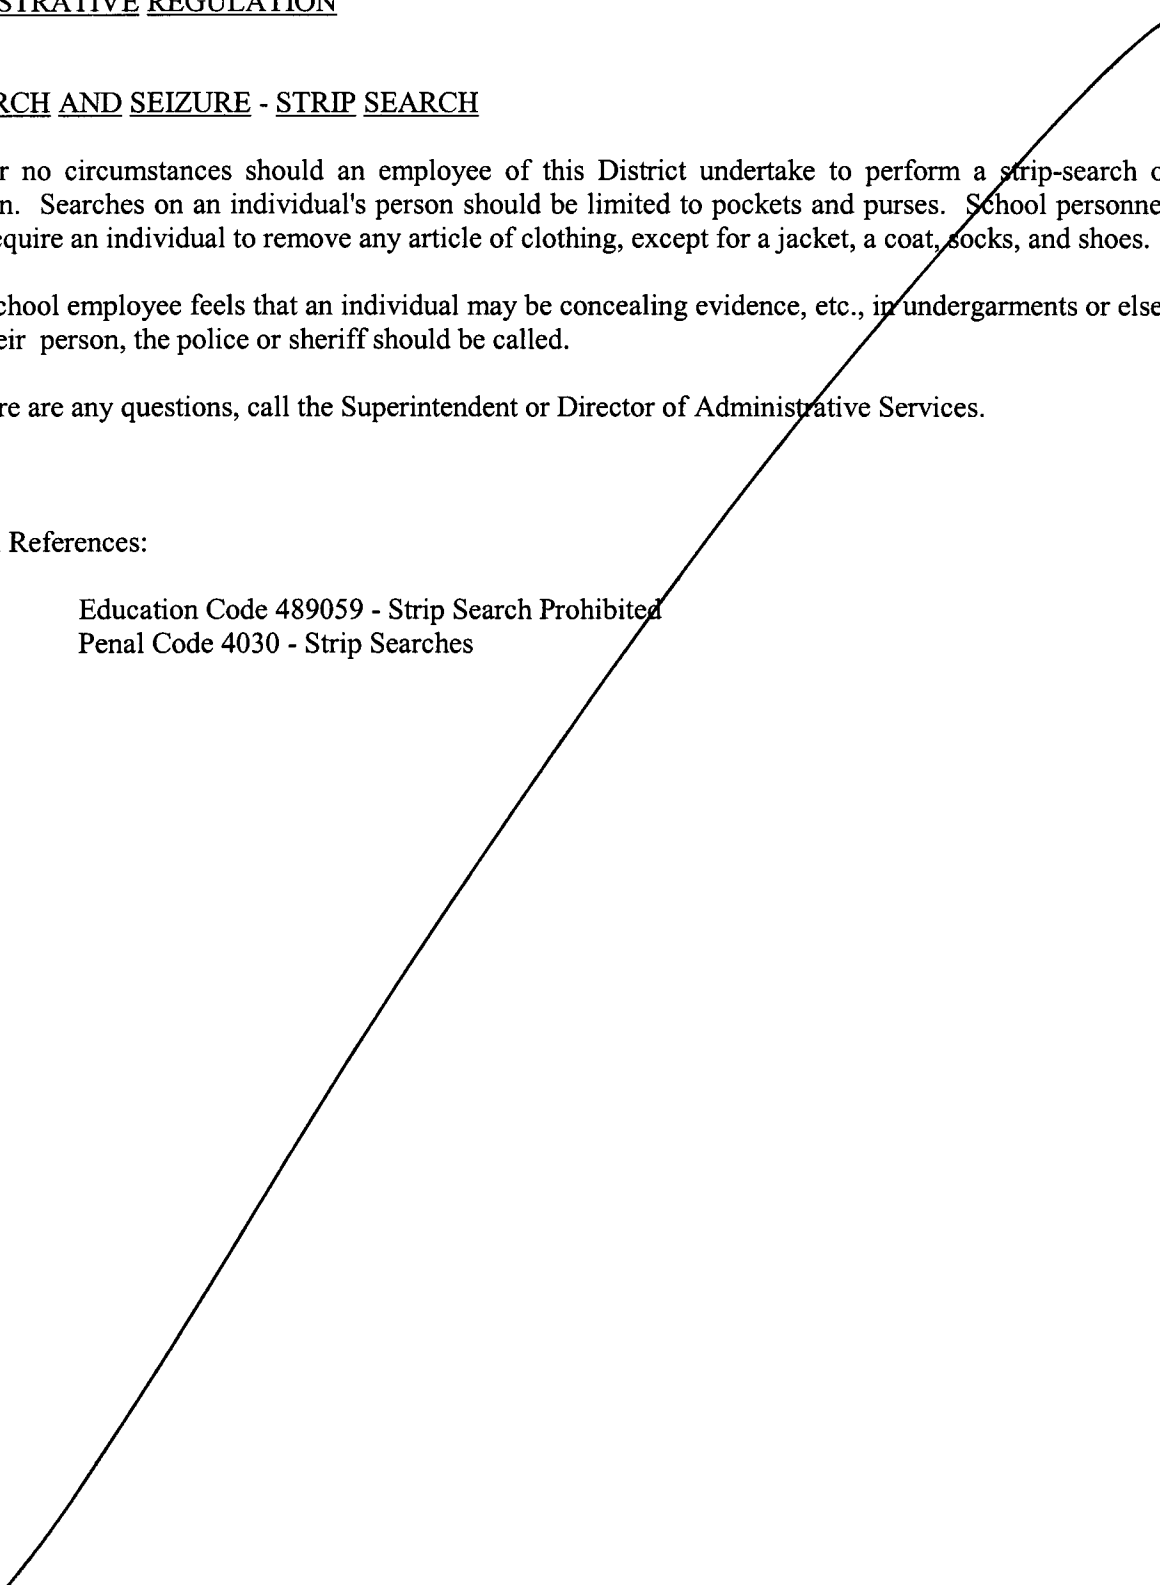 STRATIVE REGULATION
RCH AND SEIZURE - STRIP SEARCH
r no circumstances should an employee of this District undertake to perform a strip-search o
n. Searches on an individual's person should be limited to pockets and purses. School personne
equire an individual to remove any article of clothing, except for a jacket, a coat, socks, and shoes.
chool employee feels that an individual may be concealing evidence, etc., in undergarments or else
eir person, the police or sheriff should be called.
re are any questions, call the Superintendent or Director of Administrative Services.
References:
Education Code 489059 - Strip Search Prohibited
Penal Code 4030 - Strip Searches